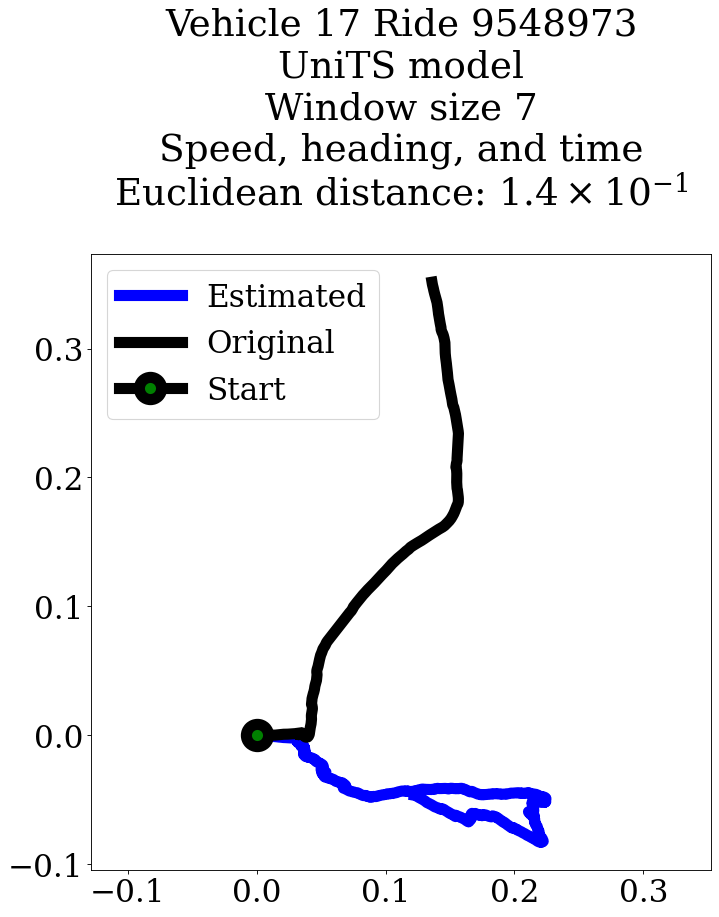 Vehicle 17 Ride 9548973
UniTS model
Window size 7
Speed, heading, and time
Euclidean distance: 1.4 × 10⁻¹
Estimated
Original
Start
0.3
0.2
0.1
0.0
−0.1
−0.1 0.0 0.1 0.2 0.3